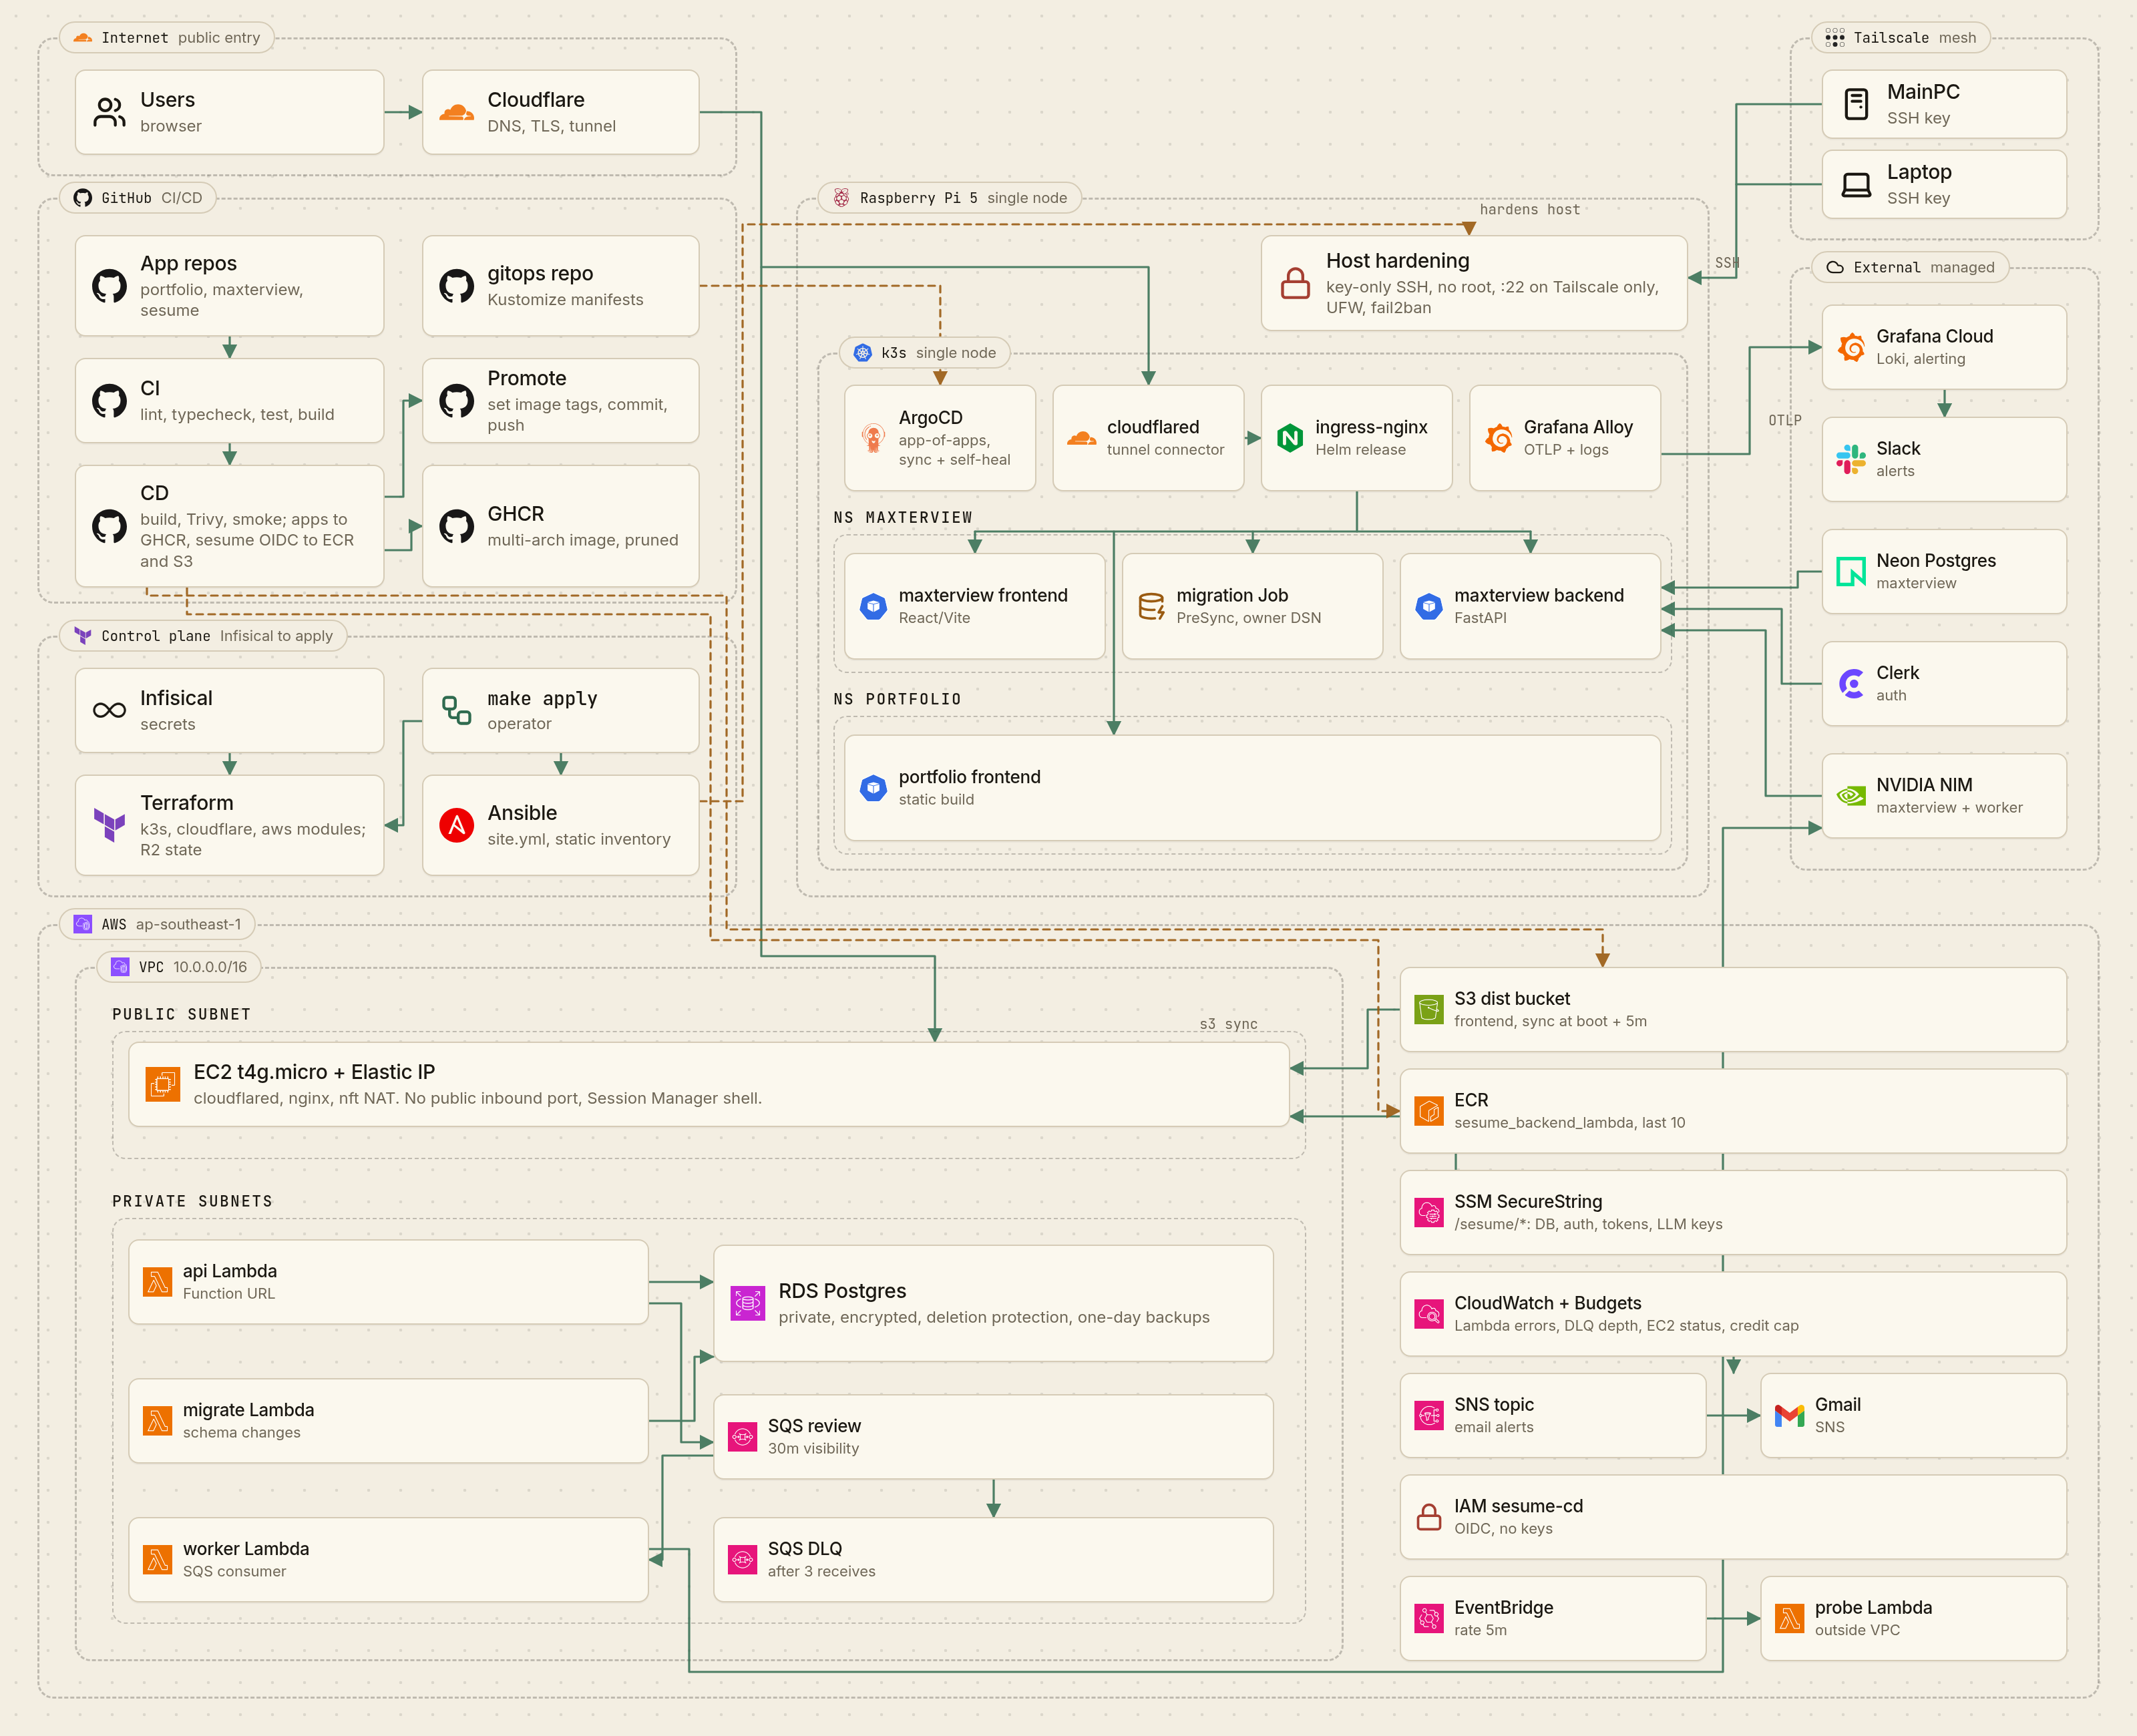 Internet public entry
Users
browser
Cloudflare
DNS, TLS, tunnel
Tailscale mesh
MainPC
SSH key
Laptop
SSH key
GitHub CI/CD
App repos
portfolio, maxterview,
sesume
gitops repo
Kustomize manifests
CI
lint, typecheck, test, build
Promote
set image tags, commit,
push
CD
build, Trivy, smoke; apps to
GHCR, sesume OIDC to ECR
and S3
GHCR
multi-arch image, pruned
Raspberry Pi 5 single node
hardens host
Host hardening
key-only SSH, no root, :22 on Tailscale only,
UFW, fail2ban
SSH
k3s single node
ArgoCD
app-of-apps,
sync + self-heal
cloudflared
tunnel connector
ingress-nginx
Helm release
Grafana Alloy
OTLP + logs
OTLP
NS MAXTERVIEW
maxterview frontend
React/Vite
migration Job
PreSync, owner DSN
maxterview backend
FastAPI
NS PORTFOLIO
portfolio frontend
static build
External managed
Grafana Cloud
Loki, alerting
Slack
alerts
Neon Postgres
maxterview
Clerk
auth
NVIDIA NIM
maxterview + worker
Control plane Infisical to apply
Infisical
secrets
make apply
operator
Terraform
k3s, cloudflare, aws modules;
R2 state
Ansible
site.yml, static inventory
AWS ap-southeast-1
VPC 10.0.0.0/16
PUBLIC SUBNET
s3 sync
EC2 t4g.micro + Elastic IP
cloudflared, nginx, nft NAT. No public inbound port, Session Manager shell.
PRIVATE SUBNETS
api Lambda
Function URL
RDS Postgres
private, encrypted, deletion protection, one-day backups
migrate Lambda
schema changes
SQS review
30m visibility
worker Lambda
SQS consumer
SQS DLQ
after 3 receives
S3 dist bucket
frontend, sync at boot + 5m
ECR
sesume_backend_lambda, last 10
SSM SecureString
/sesume/*: DB, auth, tokens, LLM keys
CloudWatch + Budgets
Lambda errors, DLQ depth, EC2 status, credit cap
SNS topic
email alerts
Gmail
SNS
IAM sesume-cd
OIDC, no keys
EventBridge
rate 5m
probe Lambda
outside VPC